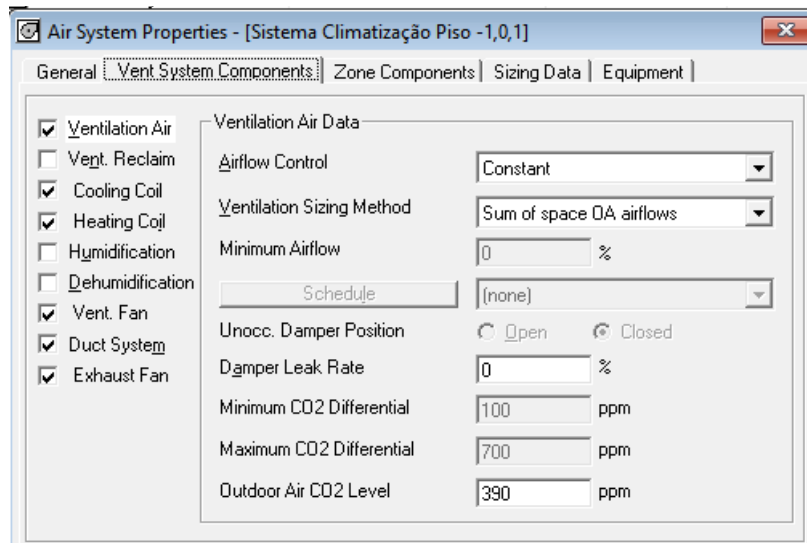 Air System Properties - [Sistema Climatização Piso -1,0,1]
General Vent System Components Zone Components Sizing Data Equipment
Ventilation Air
Vent. Reclaim
Cooling Coil
Heating Coil
Humidification
Dehumidification
Vent. Fan
Duct System
Exhaust Fan
Ventilation Air Data
Airflow Control Constant
Ventilation Sizing Method Sum of space OA airflows
Minimum Airflow 0 %
Schedule (none)
Unocc. Damper Position Open Closed
Damper Leak Rate 0 %
Minimum CO2 Differential 100 ppm
Maximum CO2 Differential 700 ppm
Outdoor Air CO2 Level 390 ppm